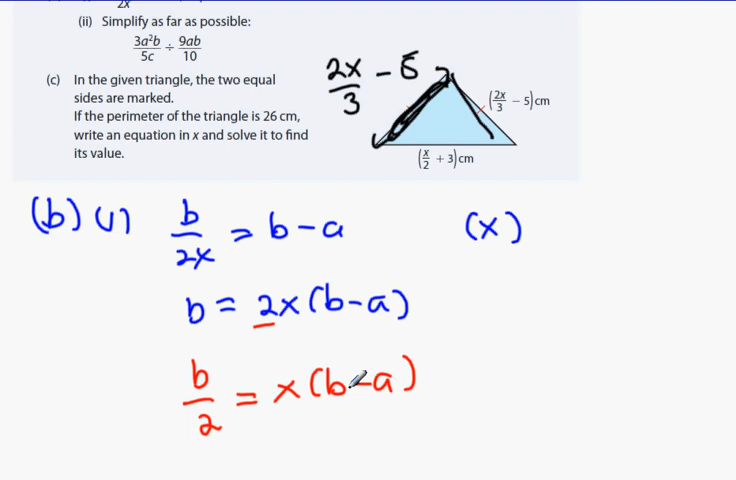 2x
(ii) Simplify as far as possible:
3a²b/5c ÷ 9ab/10
(c) In the given triangle, the two equal
sides are marked.
If the perimeter of the triangle is 26 cm,
write an equation in x and solve it to find
its value.
2x/3 - 5
(2x/3 - 5)cm
(x/2 + 3)cm
(b) (i) b/2x = b-a (x)
b = 2x(b-a)
b/2 = x(b-a)